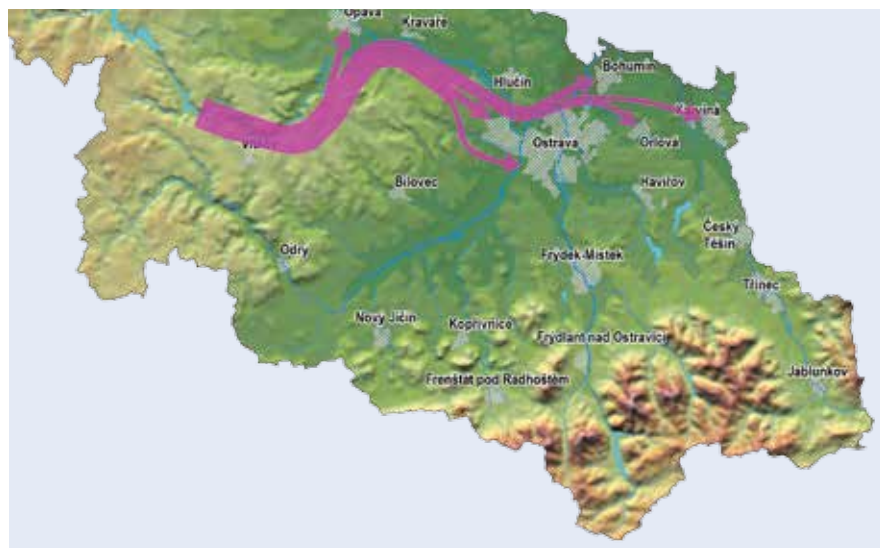 Opava
Kravaře
Hlučín
Bohumín
Karviná
Ostrava
Orlová
Bílovec
Havířov
Český
Těšín
Odry
Frýdek-Místek
Třinec
Nový Jičín
Kopřivnice
Frýdlant nad Ostravicí
Jablunkov
Frenštát pod Radhoštěm